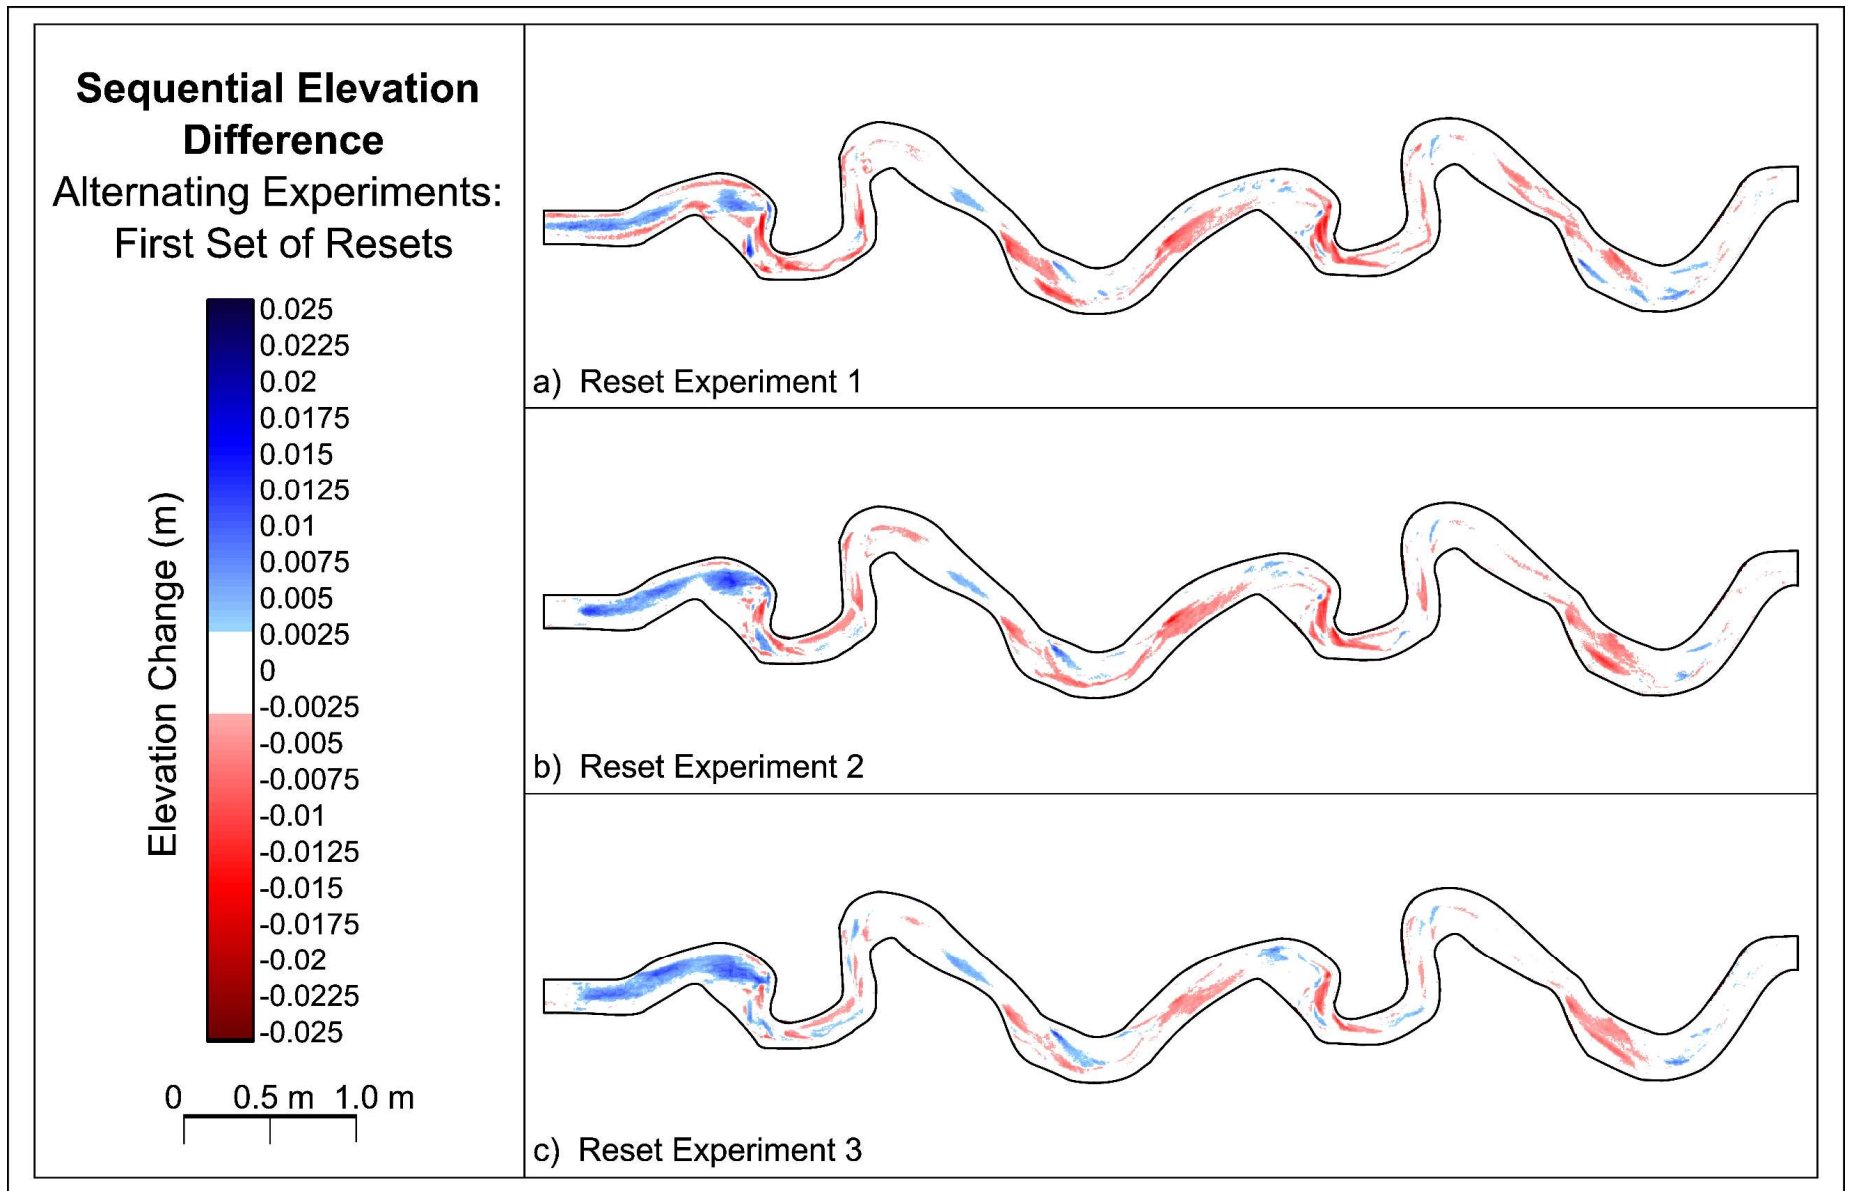 Sequential Elevation
Difference
Alternating Experiments:
First Set of Resets
Elevation Change (m)
0.025
0.0225
0.02
0.0175
0.015
0.0125
0.01
0.0075
0.005
0.0025
0
-0.0025
-0.005
-0.0075
-0.01
-0.0125
-0.015
-0.0175
-0.02
-0.0225
-0.025
0 0.5 m 1.0 m
a) Reset Experiment 1
b) Reset Experiment 2
c) Reset Experiment 3